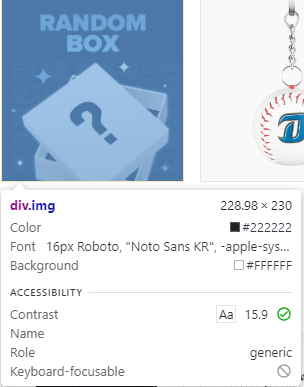 RANDOM
BOX
?
D
div.img 228.98 × 230
Color #222222
Font 16px Roboto, "Noto Sans KR", -apple-sys...
Background #FFFFFF
ACCESSIBILITY
Contrast Aa 15.9
Name
Role generic
Keyboard-focusable